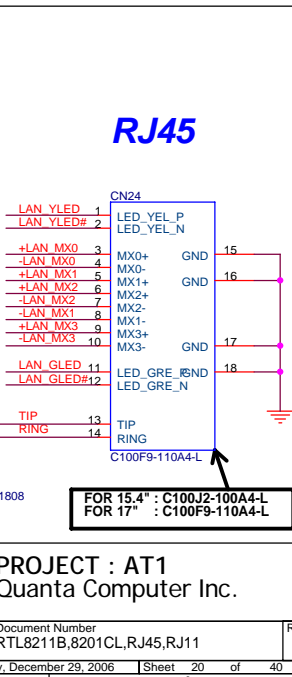 RJ45
CN24
LAN_YLED 1 LED_YEL_P
LAN_YLED# 2 LED_YEL_N
+LAN_MX0 3 MX0+ GND 15
-LAN_MX0 4 MX0-
+LAN_MX1 5 MX1+ GND 16
+LAN_MX2 6 MX2+
-LAN_MX2 7 MX2-
-LAN_MX1 8 MX1-
+LAN_MX3 9 MX3+ GND 17
-LAN_MX3 10 MX3-
LAN_GLED 11 LED_GRE_P GND 18
LAN_GLED# 12 LED_GRE_N
TIP 13 TIP
RING 14 RING
C100F9-110A4-L
1808
FOR 15.4" : C100J2-100A4-L
FOR 17" : C100F9-110A4-L
PROJECT : AT1
Quanta Computer Inc.
Document Number
RTL8211B,8201CL,RJ45,RJ11
y, December 29, 2006 Sheet 20 of 40